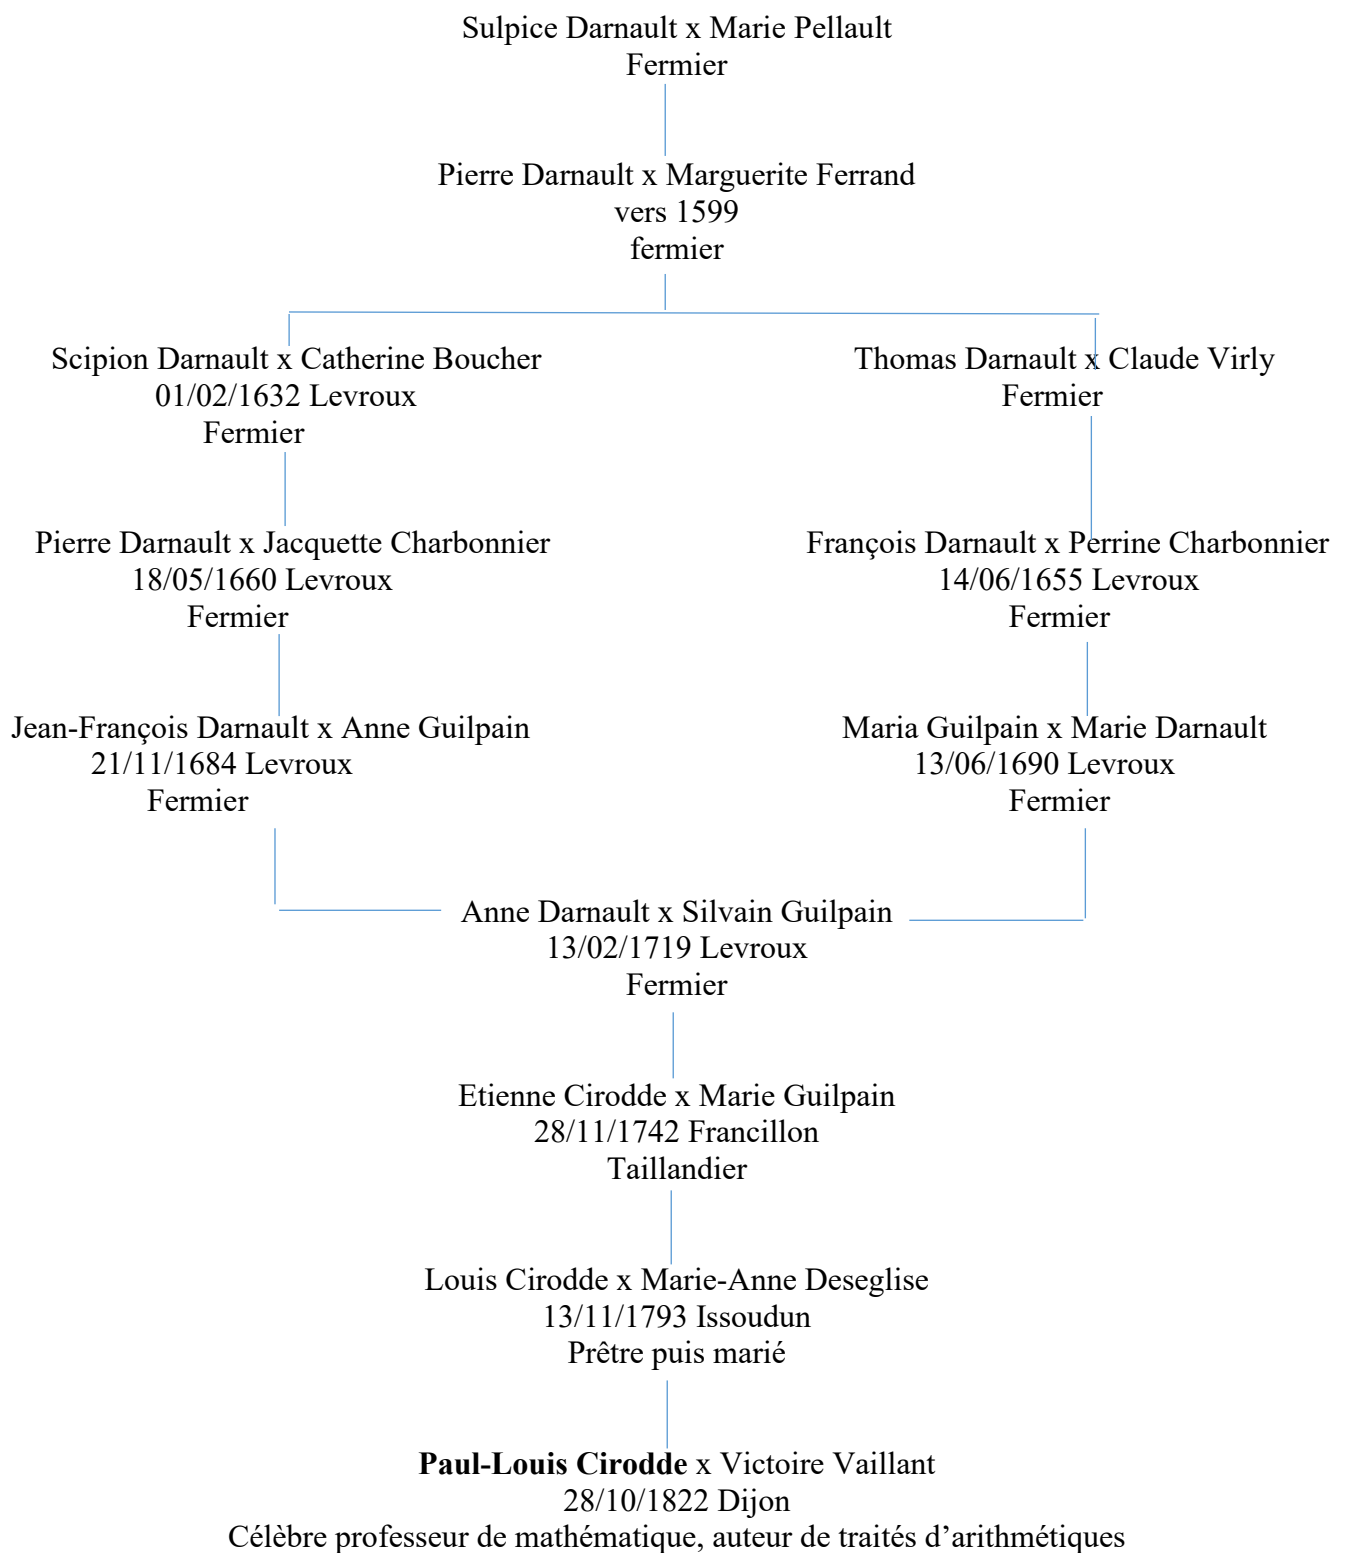 Sulpice Darnault x Marie Pellault
Fermier
Pierre Darnault x Marguerite Ferrand
vers 1599
fermier
Scipion Darnault x Catherine Boucher
01/02/1632 Levroux
Fermier
Thomas Darnault x Claude Virly
Fermier
Pierre Darnault x Jacquette Charbonnier
18/05/1660 Levroux
Fermier
François Darnault x Perrine Charbonnier
14/06/1655 Levroux
Fermier
Jean-François Darnault x Anne Guilpain
21/11/1684 Levroux
Fermier
Maria Guilpain x Marie Darnault
13/06/1690 Levroux
Fermier
Anne Darnault x Silvain Guilpain
13/02/1719 Levroux
Fermier
Etienne Cirodde x Marie Guilpain
28/11/1742 Francillon
Taillandier
Louis Cirodde x Marie-Anne Deseglise
13/11/1793 Issoudun
Prêtre puis marié
Paul-Louis Cirodde x Victoire Vaillant
28/10/1822 Dijon
Célèbre professeur de mathématique, auteur de traités d’arithmétiques